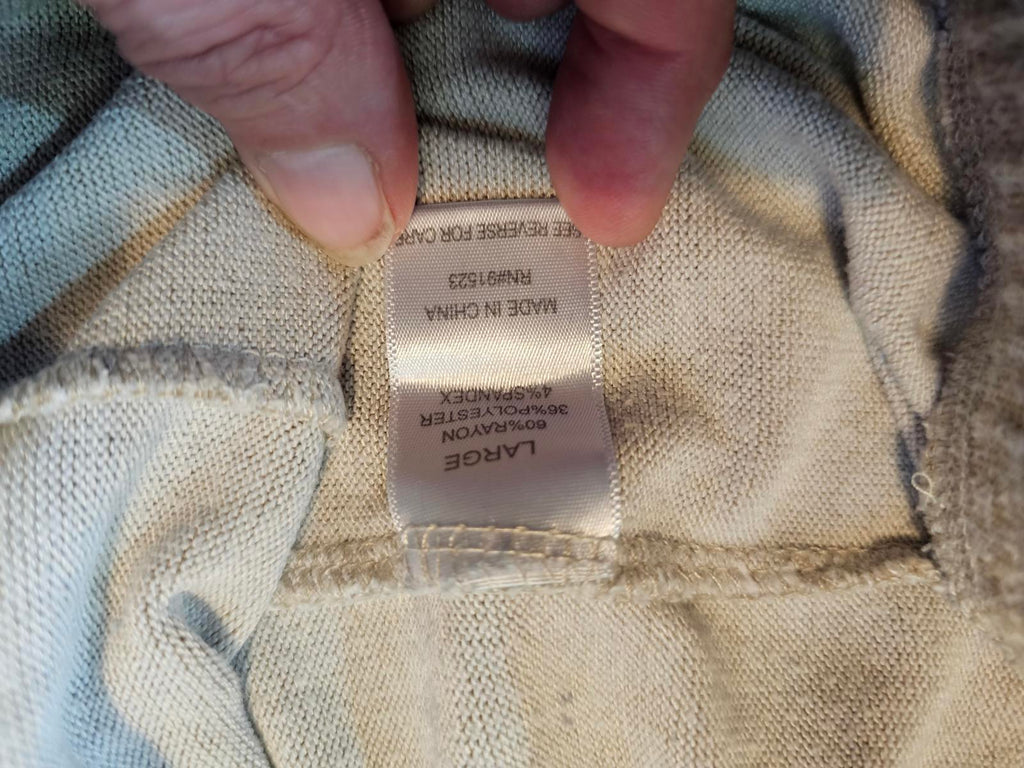 LARGE
60%RAYON
36%POLYESTER
4%SPANDEX
MADE IN CHINA
RN#91523
SEE REVERSE FOR CARE